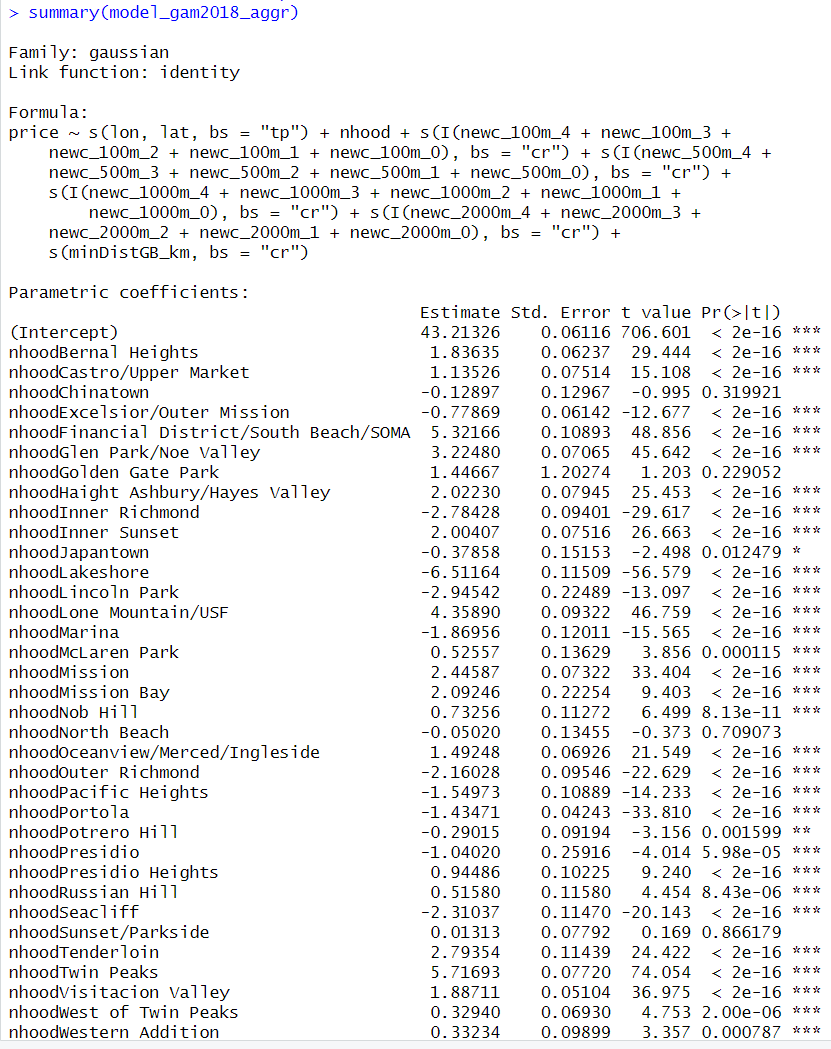 > summary(model_gam2018_aggr)
Family: gaussian
Link function: identity
Formula:
price ~ s(lon, lat, bs = "tp") + nhood + s(I(newc_100m_4 + newc_100m_3 +
newc_100m_2 + newc_100m_1 + newc_100m_0), bs = "cr") + s(I(newc_500m_4 +
newc_500m_3 + newc_500m_2 + newc_500m_1 + newc_500m_0), bs = "cr") +
s(I(newc_1000m_4 + newc_1000m_3 + newc_1000m_2 + newc_1000m_1 +
newc_1000m_0), bs = "cr") + s(I(newc_2000m_4 + newc_2000m_3 +
newc_2000m_2 + newc_2000m_1 + newc_2000m_0), bs = "cr") +
s(minDistGB_km, bs = "cr")
Parametric coefficients:
Estimate Std. Error t value Pr(>|t|)
(Intercept) 43.21326 0.06116 706.601 < 2e-16 ***
nhoodBernal Heights 1.83635 0.06237 29.444 < 2e-16 ***
nhoodCastro/Upper Market 1.13526 0.07514 15.108 < 2e-16 ***
nhoodChinatown -0.12897 0.12967 -0.995 0.319921
nhoodExcelsior/Outer Mission -0.77869 0.06142 -12.677 < 2e-16 ***
nhoodFinancial District/South Beach/SOMA 5.32166 0.10893 48.856 < 2e-16 ***
nhoodGlen Park/Noe Valley 3.22480 0.07065 45.642 < 2e-16 ***
nhoodGolden Gate Park 1.44667 1.20274 1.203 0.229052
nhoodHaight Ashbury/Hayes Valley 2.02230 0.07945 25.453 < 2e-16 ***
nhoodInner Richmond -2.78428 0.09401 -29.617 < 2e-16 ***
nhoodInner Sunset 2.00407 0.07516 26.663 < 2e-16 ***
nhoodJapantown -0.37858 0.15153 -2.498 0.012479 *
nhoodLakeshore -6.51164 0.11509 -56.579 < 2e-16 ***
nhoodLincoln Park -2.94542 0.22489 -13.097 < 2e-16 ***
nhoodLone Mountain/USF 4.35890 0.09322 46.759 < 2e-16 ***
nhoodMarina -1.86956 0.12011 -15.565 < 2e-16 ***
nhoodMcLaren Park 0.52557 0.13629 3.856 0.000115 ***
nhoodMission 2.44587 0.07322 33.404 < 2e-16 ***
nhoodMission Bay 2.09246 0.22254 9.403 < 2e-16 ***
nhoodNob Hill 0.73256 0.11272 6.499 8.13e-11 ***
nhoodNorth Beach -0.05020 0.13455 -0.373 0.709073
nhoodOceanview/Merced/Ingleside 1.49248 0.06926 21.549 < 2e-16 ***
nhoodOuter Richmond -2.16028 0.09546 -22.629 < 2e-16 ***
nhoodPacific Heights -1.54973 0.10889 -14.233 < 2e-16 ***
nhoodPortola -1.43471 0.04243 -33.810 < 2e-16 ***
nhoodPotrero Hill -0.29015 0.09194 -3.156 0.001599 **
nhoodPresidio -1.04020 0.25916 -4.014 5.98e-05 ***
nhoodPresidio Heights 0.94486 0.10225 9.240 < 2e-16 ***
nhoodRussian Hill 0.51580 0.11580 4.454 8.43e-06 ***
nhoodSeacliff -2.31037 0.11470 -20.143 < 2e-16 ***
nhoodSunset/Parkside 0.01313 0.07792 0.169 0.866179
nhoodTenderloin 2.79354 0.11439 24.422 < 2e-16 ***
nhoodTwin Peaks 5.71693 0.07720 74.054 < 2e-16 ***
nhoodVisitacion Valley 1.88711 0.05104 36.975 < 2e-16 ***
nhoodWest of Twin Peaks 0.32940 0.06930 4.753 2.00e-06 ***
nhoodWestern Addition 0.33234 0.09899 3.357 0.000787 ***